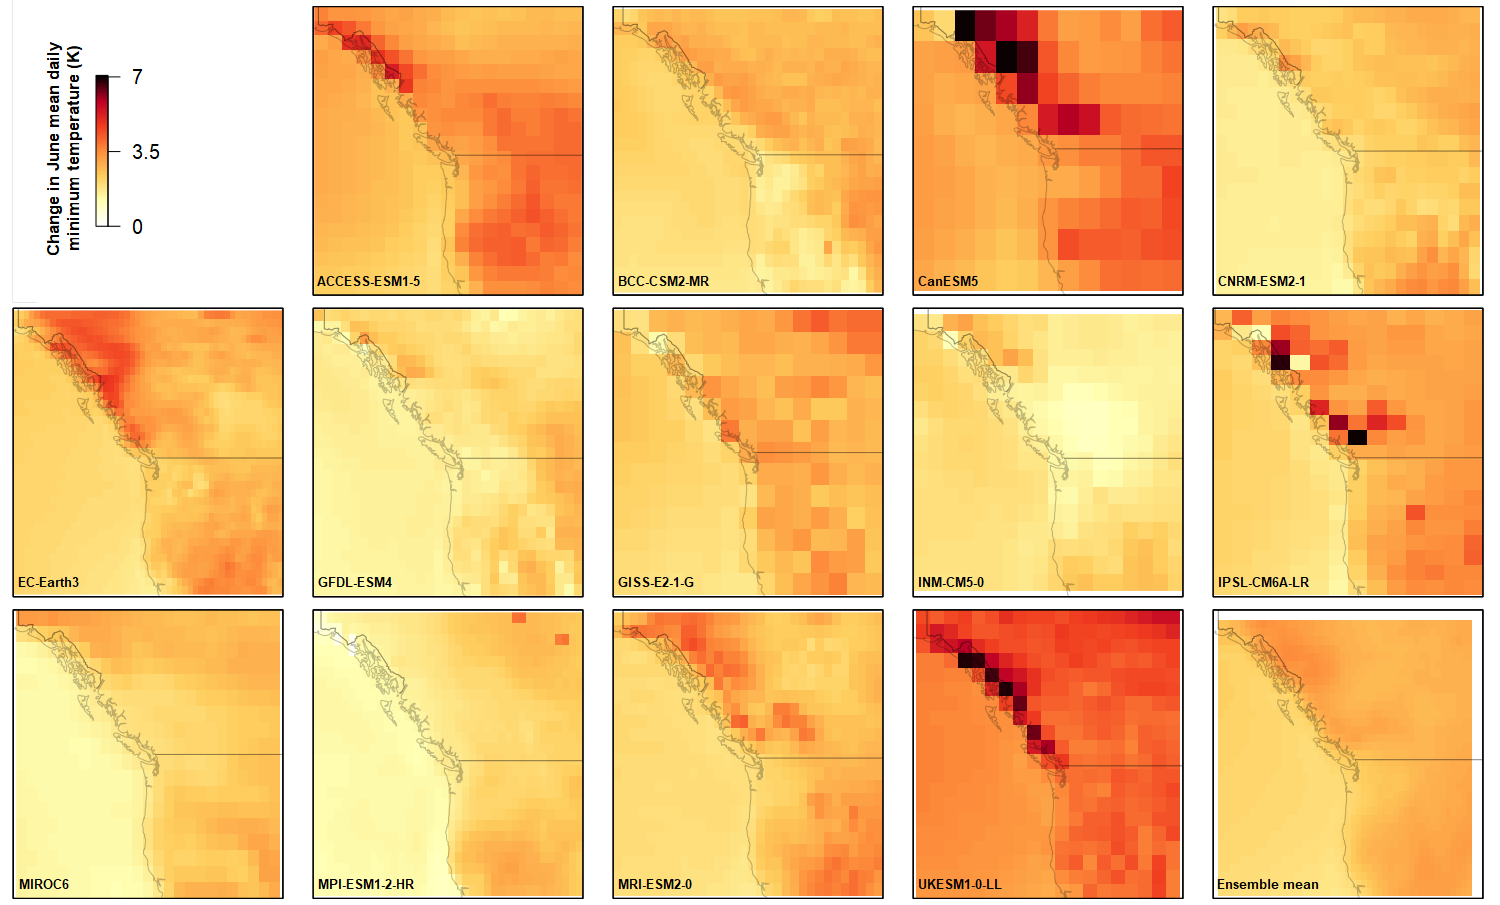 Change in June mean daily
minimum temperature (K)
7
3.5
0
ACCESS-ESM1-5
BCC-CSM2-MR
CanESM5
CNRM-ESM2-1
EC-Earth3
GFDL-ESM4
GISS-E2-1-G
INM-CM5-0
IPSL-CM6A-LR
MIROC6
MPI-ESM1-2-HR
MRI-ESM2-0
UKESM1-0-LL
Ensemble mean